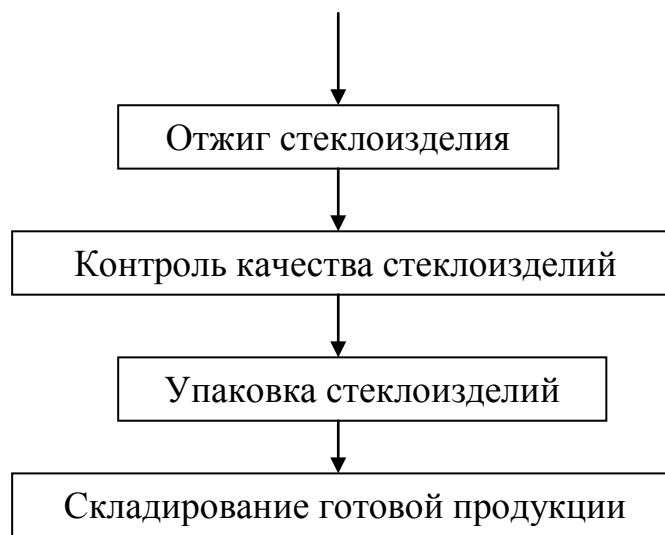 Отжиг стеклоизделия
Контроль качества стеклоизделий
Упаковка стеклоизделий
Складирование готовой продукции